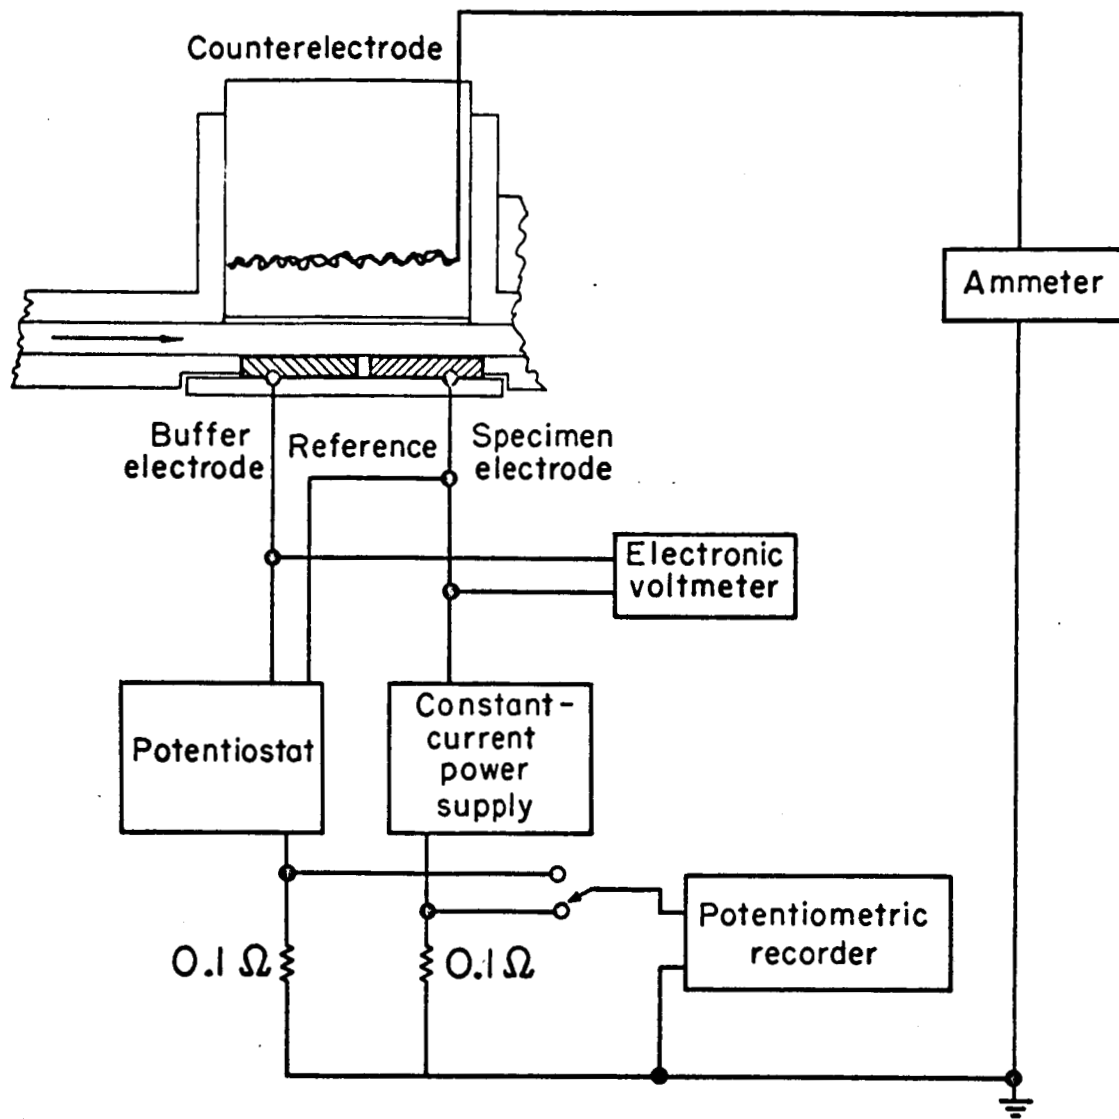 Counterelectrode
Ammeter
Buffer
electrode
Reference
Specimen
electrode
Electronic
voltmeter
Potentiostat
Constant-
current
power
supply
Potentiometric
recorder
0.1 Ω
0.1 Ω